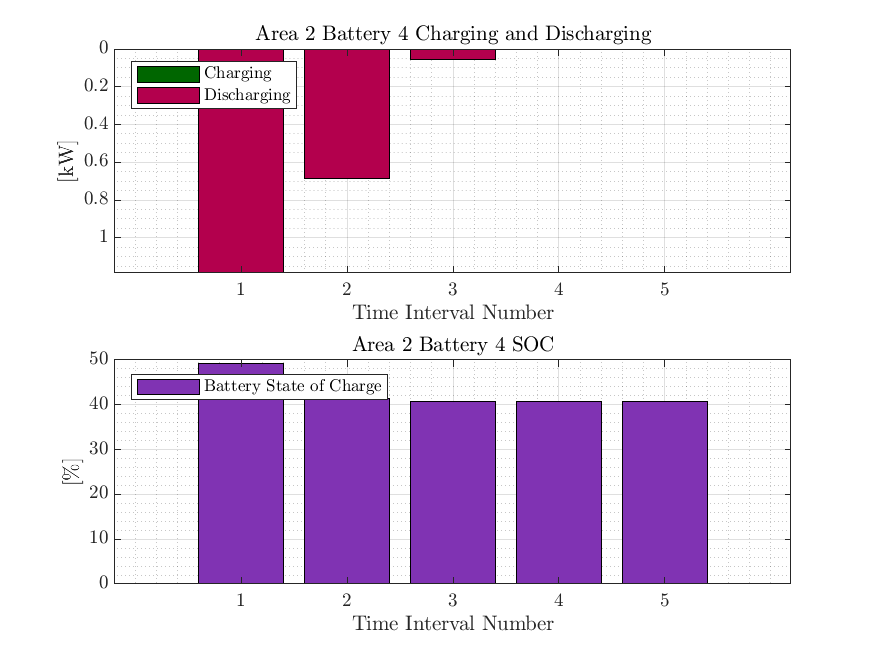 Area 2 Battery 4 Charging and Discharging
0
0.2
0.4
0.6
0.8
1
[kW]
Charging
Discharging
1 2 3 4 5
Time Interval Number
Area 2 Battery 4 SOC
50
40
30
20
10
0
[%]
Battery State of Charge
1 2 3 4 5
Time Interval Number